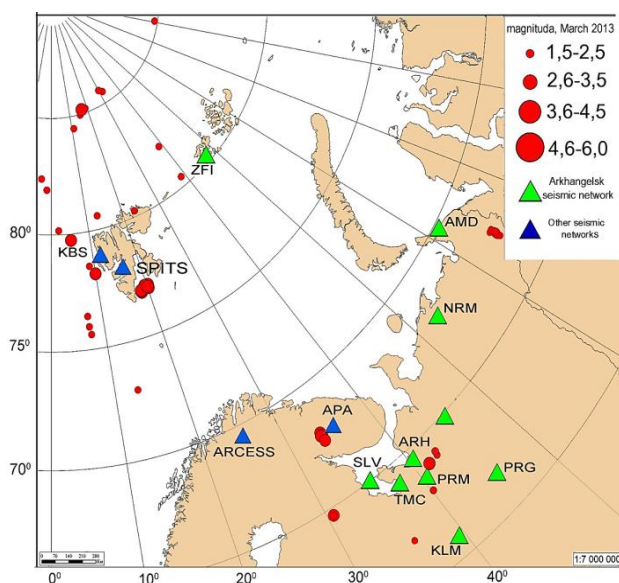 magnituda, March 2013
1,5-2,5
2,6-3,5
3,6-4,5
4,6-6,0
Arkhangelsk
seismic network
Other seismic
networks
ZFI
AMD
80⁰
KBS
SPITS
NRM
75⁰
APA
ARCESS
ARH
SLV
PRG
70⁰
PRM
TMC
KLM
1:7 000 000
0⁰
10⁰
20⁰
30⁰
40⁰